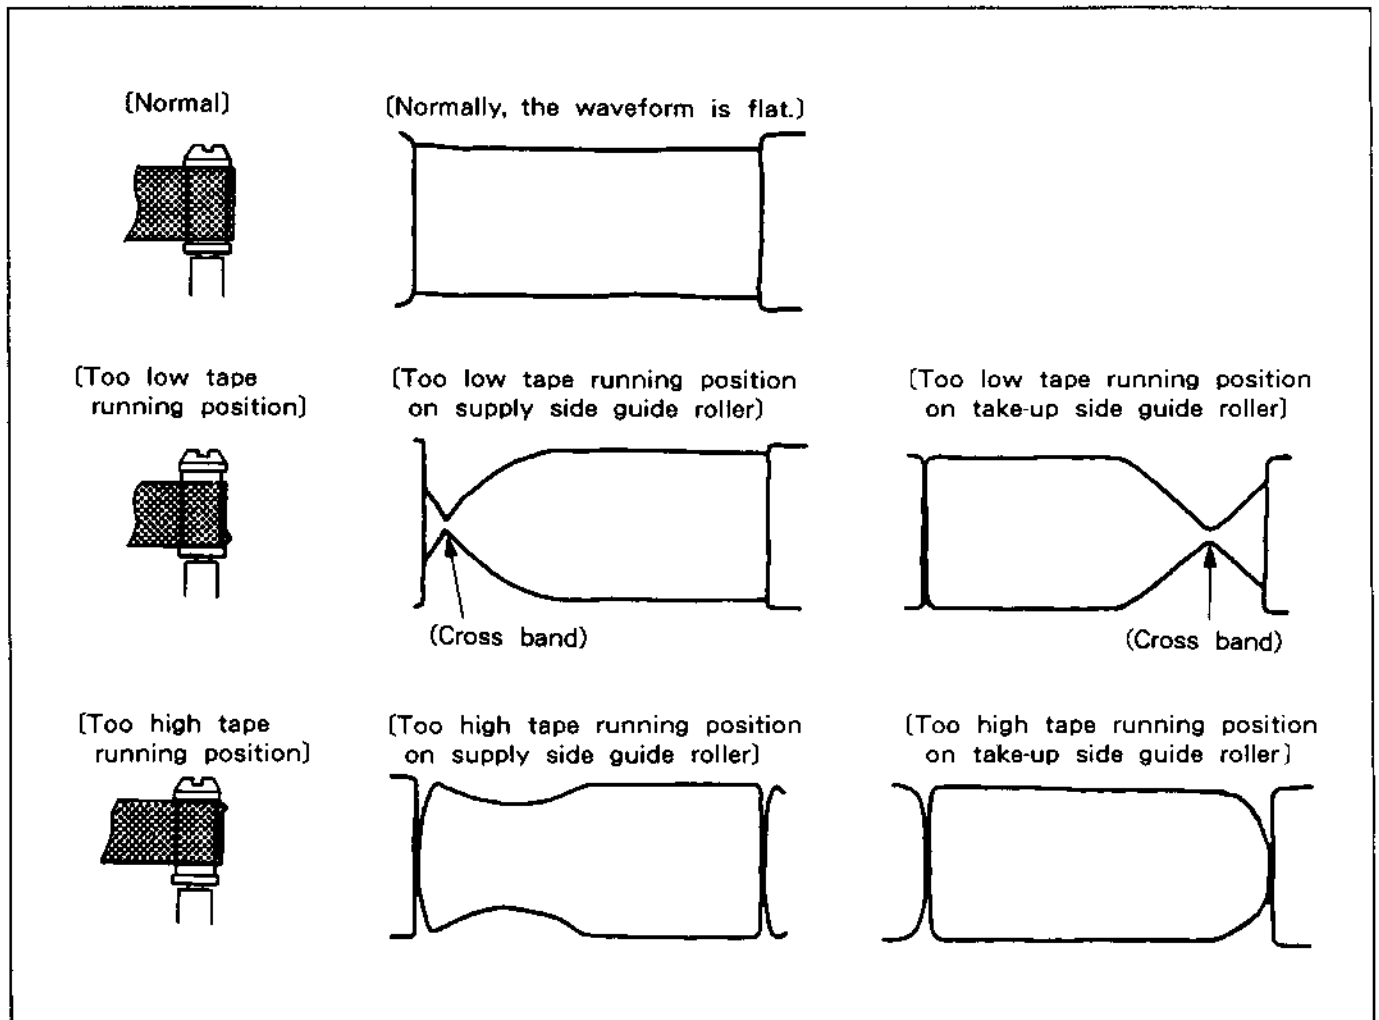 (Normal)
(Normally, the waveform is flat.)
(Too low tape
running position)
(Too low tape running position
on supply side guide roller)
(Too low tape running position
on take-up side guide roller)
(Cross band)
(Cross band)
(Too high tape
running position)
(Too high tape running position
on supply side guide roller)
(Too high tape running position
on take-up side guide roller)